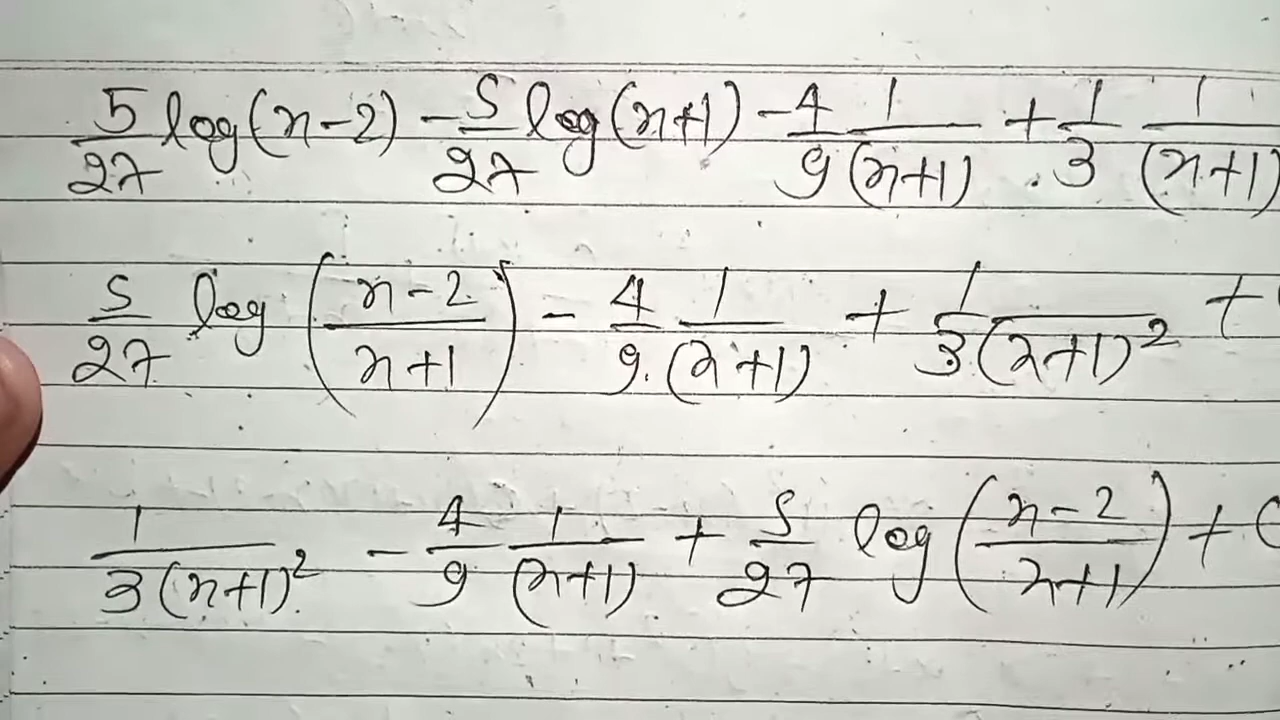 5/27 log(x-2) - 5/27 log(x+1) - 4/9 1/(x+1) + 1/3 1/(x+1)
5/27 log((x-2)/(x+1)) - 4/9 1/(x+1) + 1/3(x+1)² +
1/3(x+1)² - 4/9 1/(x+1) + 5/27 log((x-2)/(x+1)) + C